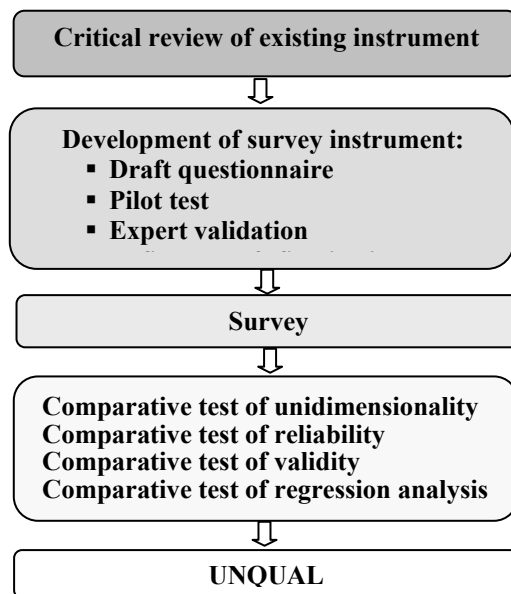 Critical review of existing instrument
Development of survey instrument:
▪ Draft questionnaire
▪ Pilot test
▪ Expert validation
Survey
Comparative test of unidimensionality
Comparative test of reliability
Comparative test of validity
Comparative test of regression analysis
UNQUAL